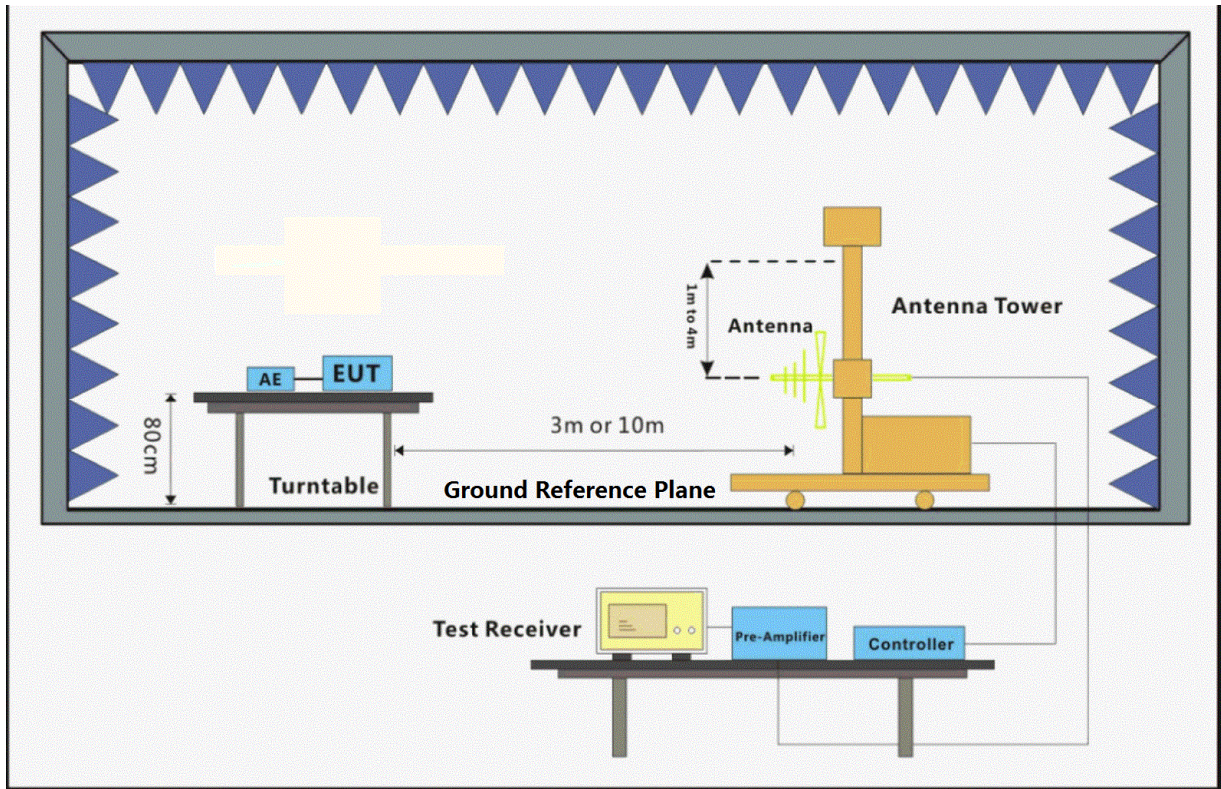 1m to 4m
Antenna
Antenna Tower
AE
EUT
80cm
3m or 10m
Turntable
Ground Reference Plane
Test Receiver
Pre-Amplifier
Controller